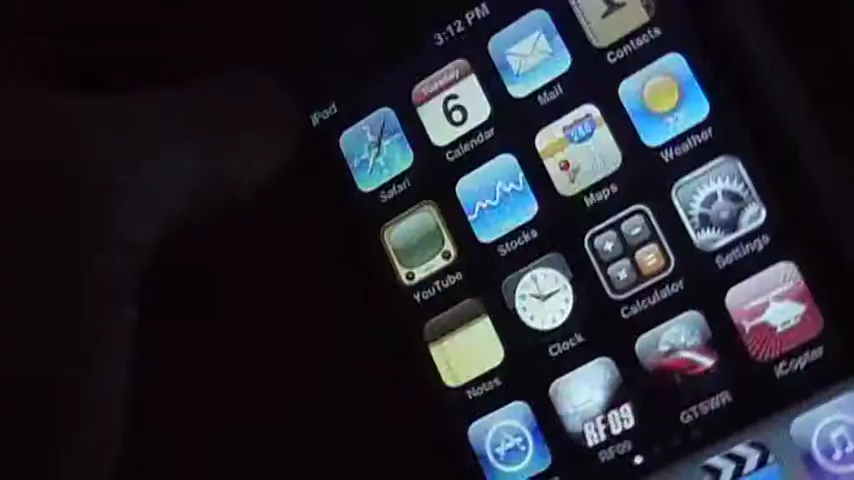 iPod
3:12 PM
Safari
Tuesday
6
Calendar
Mail
Contacts
YouTube
Stocks
Maps
Weather
Notes
Clock
Calculator
Settings
RF09
RF09
GTSWR
iCopter